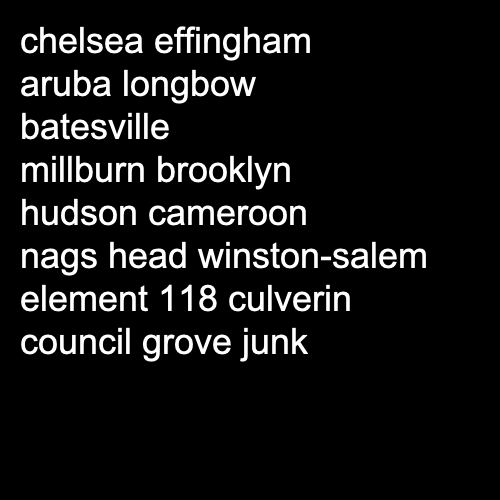 chelsea effingham
aruba longbow
batesville
millburn brooklyn
hudson cameroon
nags head winston-salem
element 118 culverin
council grove junk